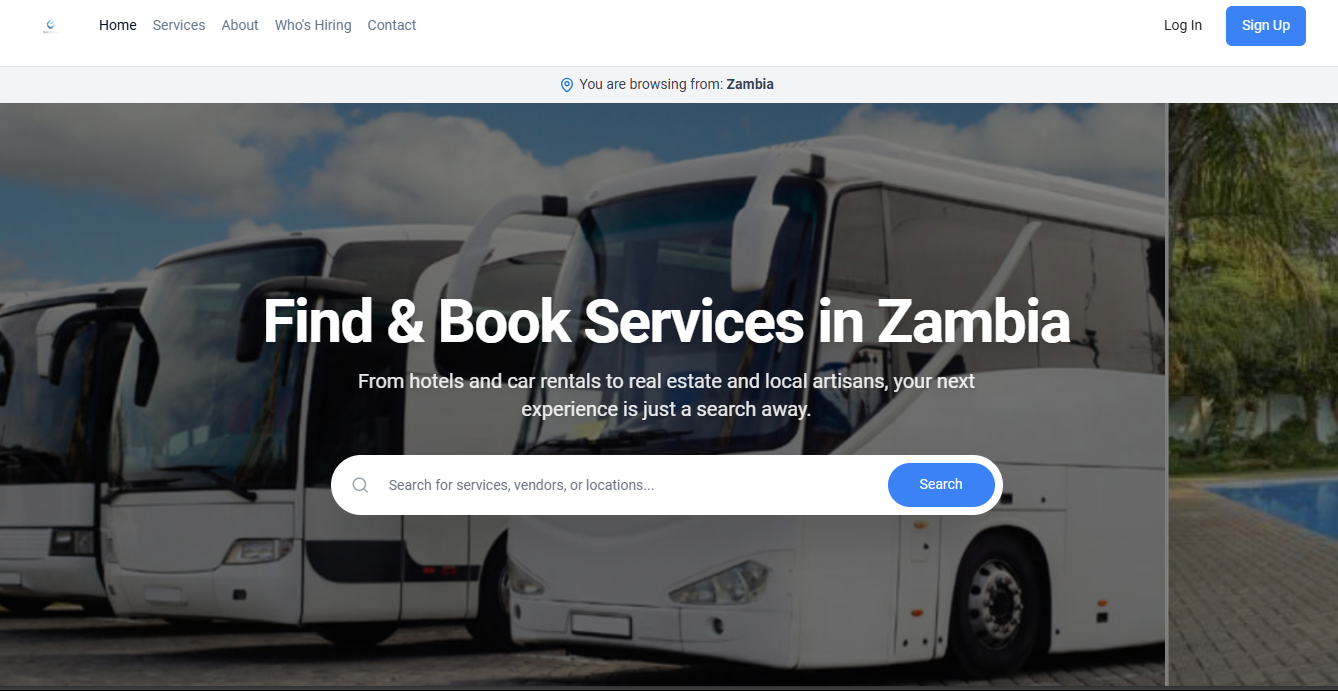 Home Services About Who's Hiring Contact Log In Sign Up
You are browsing from: Zambia
Find & Book Services in Zambia
From hotels and car rentals to real estate and local artisans, your next
experience is just a search away.
Search for services, vendors, or locations... Search